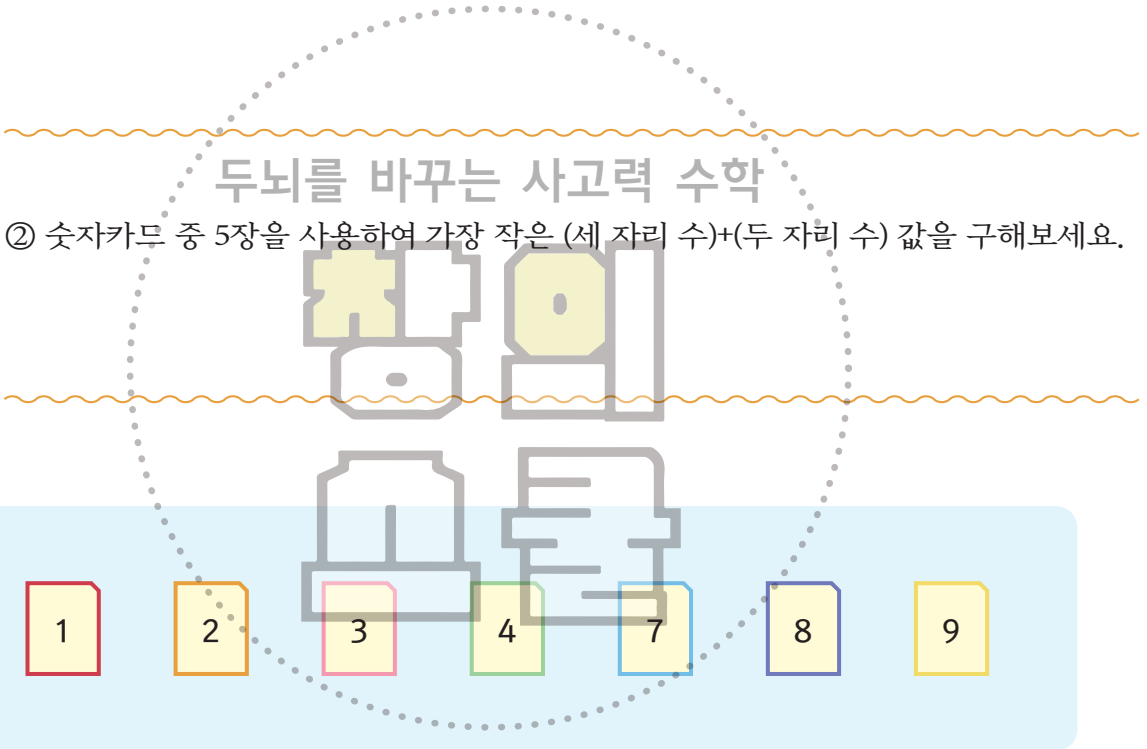 두뇌를 바꾸는 사고력 수학
② 숫자카드 중 5장을 사용하여 가장 작은 (세 자리 수)+(두 자리 수) 값을 구해보세요.
창의
스쿨
1 2 3 4 7 8 9